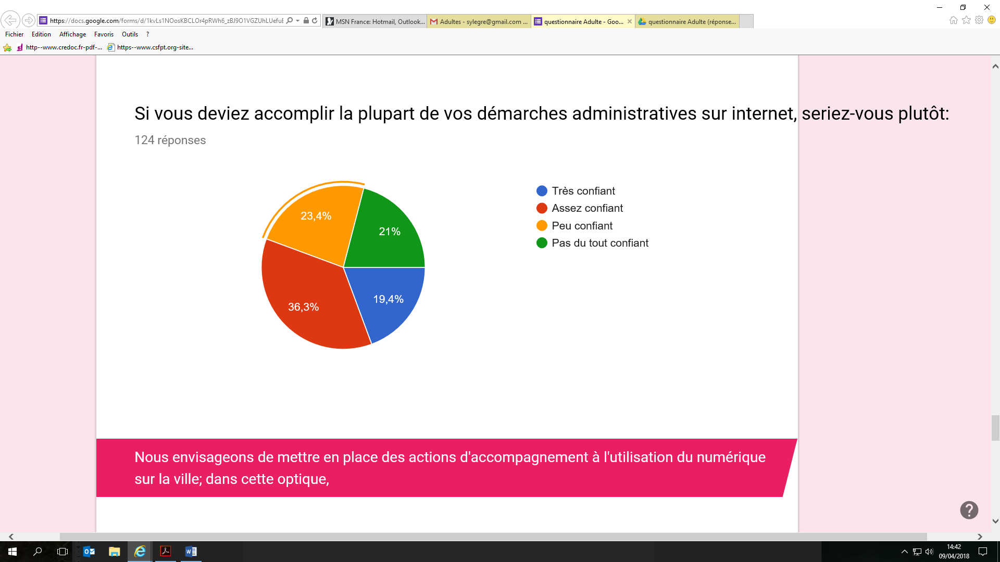 https://docs.google.com/forms/d/1kvLs1NOosKBCLOr4pRWh6_zBJ9O1VGZUhLUefuE
MSN France: Hotmail, Outlook...
Adultes - sylegre@gmail.com ...
questionnaire Adulte - Goo...
questionnaire Adulte (réponse...
Fichier Edition Affichage Favoris Outils ?
http--www.credoc.fr-pdf-... https--www.csfpt.org-site...
Si vous deviez accomplir la plupart de vos démarches administratives sur internet, seriez-vous plutôt:
124 réponses
23,4%
21%
36,3%
19,4%
Très confiant
Assez confiant
Peu confiant
Pas du tout confiant
Nous envisageons de mettre en place des actions d'accompagnement à l'utilisation du numérique
sur la ville; dans cette optique,
14:42
09/04/2018